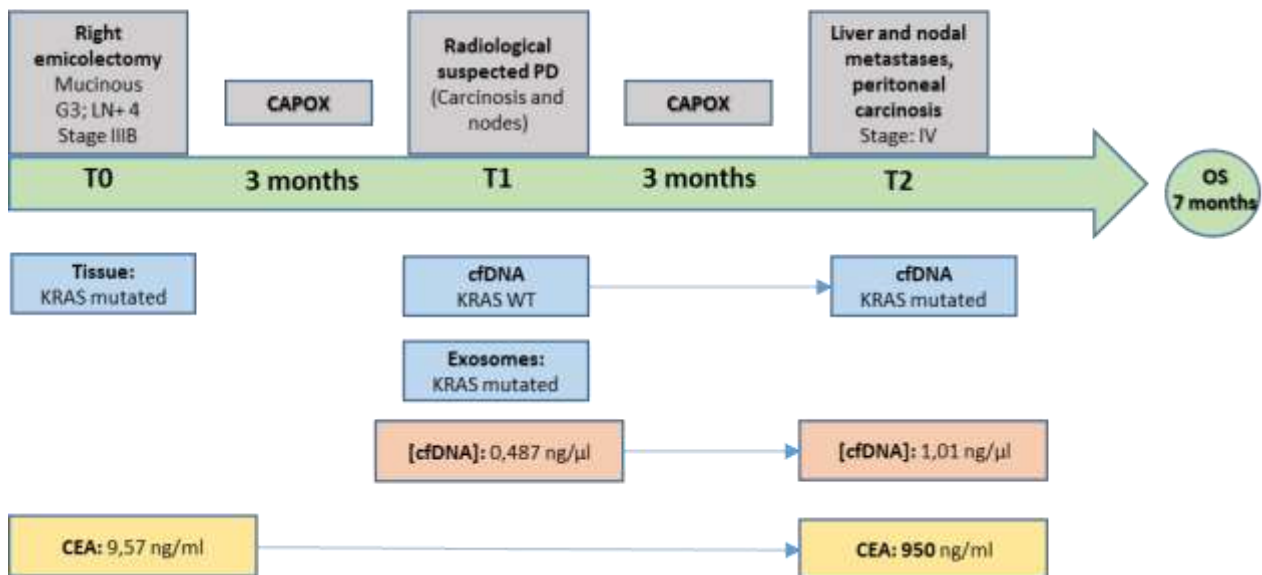 Right
emicolectomy
Mucinous
G3; LN+ 4
Stage IIIB
CAPOX
Radiological
suspected PD
(Carcinosis and
nodes)
CAPOX
Liver and nodal
metastases,
peritoneal
carcinosis
Stage: IV
T0
3 months
T1
3 months
T2
OS
7 months
Tissue:
KRAS mutated
cfDNA
KRAS WT
cfDNA
KRAS mutated
Exosomes:
KRAS mutated
[cfDNA]: 0,487 ng/µl
[cfDNA]: 1,01 ng/µl
CEA: 9,57 ng/ml
CEA: 950 ng/ml